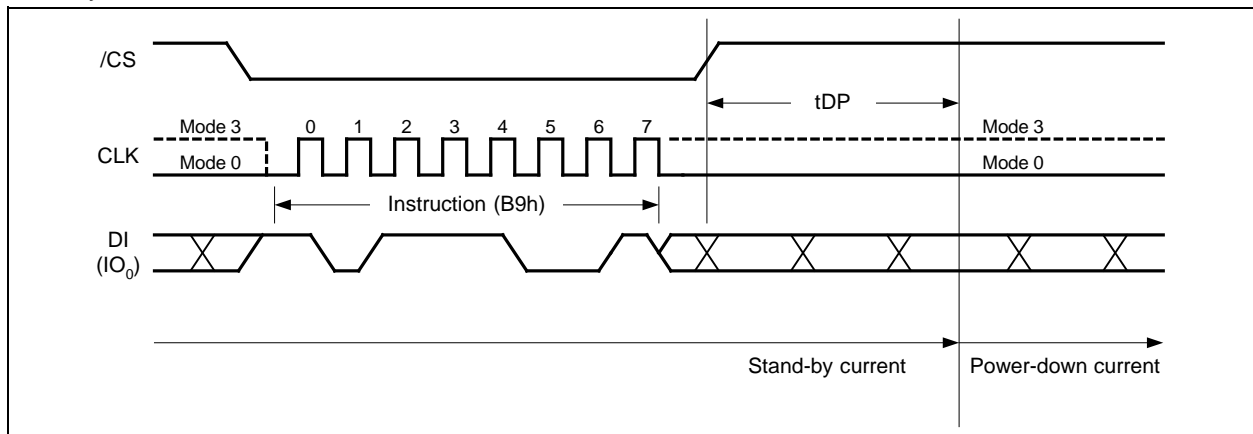 /CS
tDP
Mode 3 0 1 2 3 4 5 6 7 Mode 3
CLK
Mode 0 Mode 0
Instruction (B9h)
DI
(IO0)
Stand-by current Power-down current